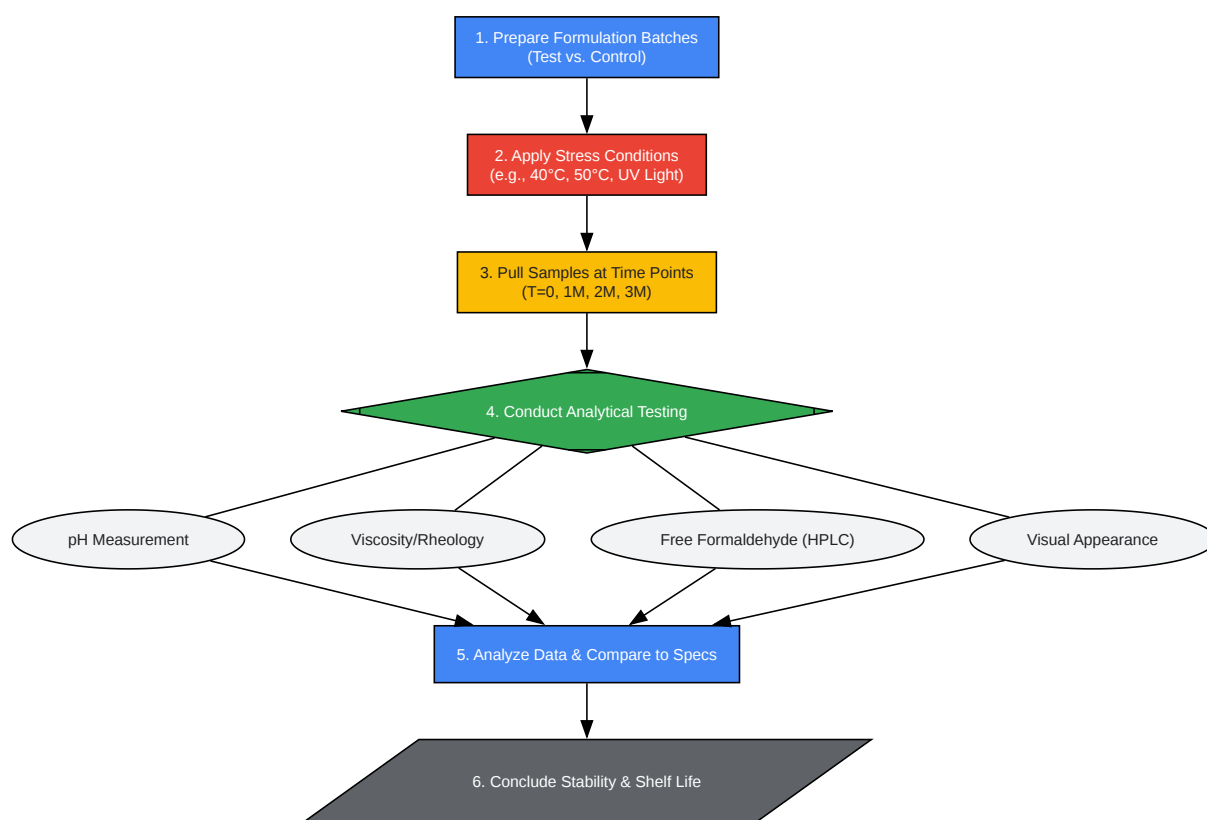 1. Prepare Formulation Batches
(Test vs. Control)
2. Apply Stress Conditions
(e.g., 40°C, 50°C, UV Light)
3. Pull Samples at Time Points
(T=0, 1M, 2M, 3M)
4. Conduct Analytical Testing
pH Measurement
Viscosity/Rheology
Free Formaldehyde (HPLC)
Visual Appearance
5. Analyze Data & Compare to Specs
6. Conclude Stability & Shelf Life